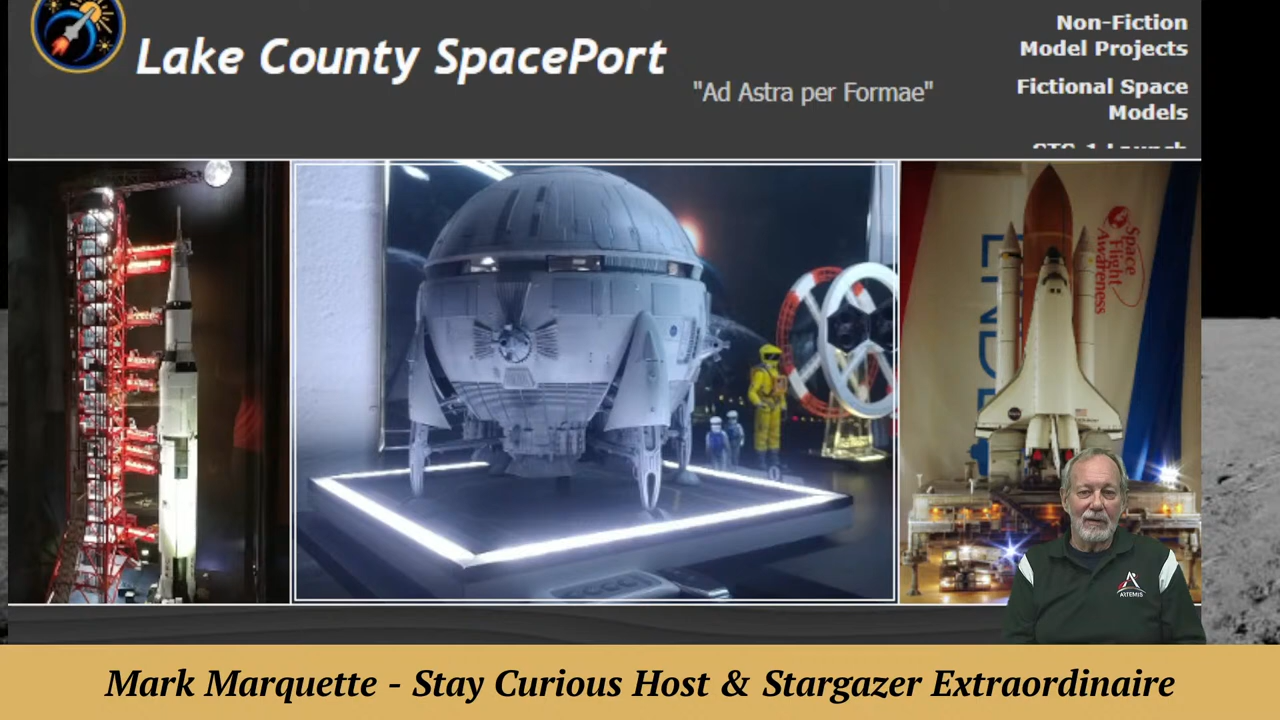 Lake County SpacePort
"Ad Astra per Formae"
Non-Fiction
Model Projects
Fictional Space
Models
Space
Flight
Awareness
ARTEMIS
Mark Marquette - Stay Curious Host & Stargazer Extraordinaire